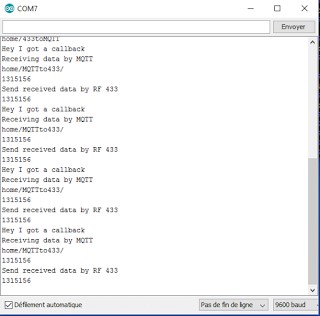 COM7
Envoyer
home/433toMQTT
Hey I got a callback
Receiving data by MQTT
home/MQTTto433/
1315156
Send received data by RF 433
1315156
Hey I got a callback
Receiving data by MQTT
home/MQTTto433/
1315156
Send received data by RF 433
1315156
Hey I got a callback
Receiving data by MQTT
home/MQTTto433/
1315156
Send received data by RF 433
1315156
Hey I got a callback
Receiving data by MQTT
home/MQTTto433/
1315156
Send received data by RF 433
1315156
Défilement automatique
Pas de fin de ligne
9600 baud